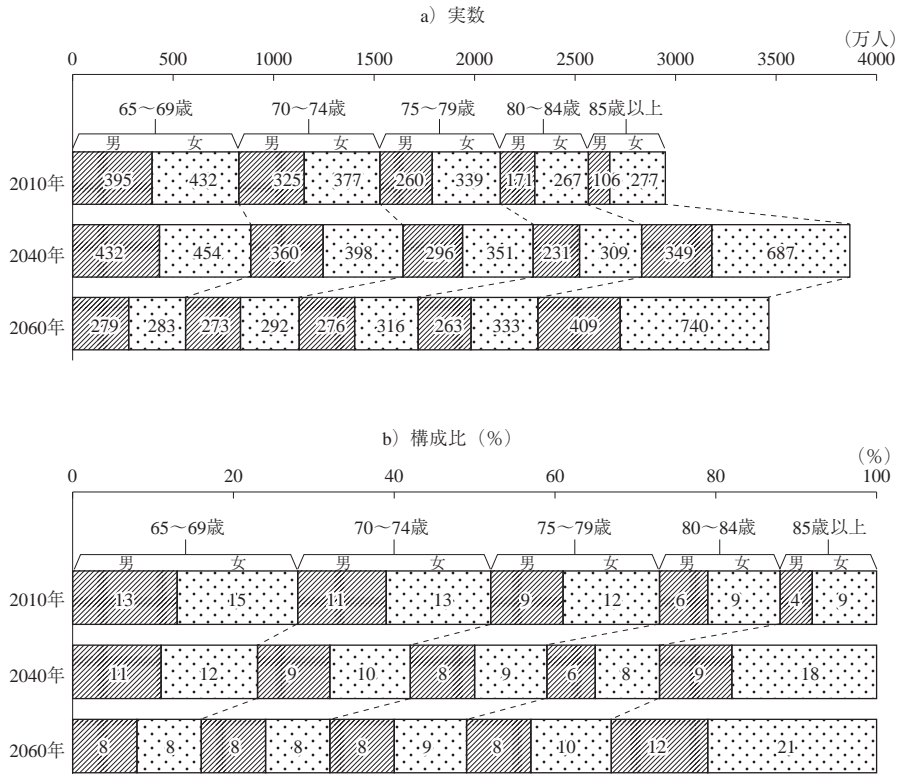 a）実数
（万人）
0 500 1000 1500 2000 2500 3000 3500 4000
65～69歳 70～74歳 75～79歳 80～84歳 85歳以上
男 女 男 女 男 女 男 女 男 女
2010年 395 432 325 377 260 339 171 267 106 277
2040年 432 454 360 398 296 351 231 309 349 687
2060年 279 283 273 292 276 316 263 333 409 740
b）構成比（%）
（%）
0 20 40 60 80 100
65～69歳 70～74歳 75～79歳 80～84歳 85歳以上
男 女 男 女 男 女 男 女 男 女
2010年 13 15 11 13 9 12 6 9 4 9
2040年 11 12 9 10 8 9 6 8 9 18
2060年 8 8 8 8 8 9 8 10 12 21